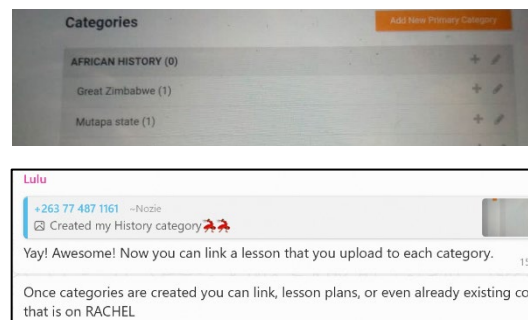 Categories
Add New Primary Category
AFRICAN HISTORY (0)
Great Zimbabwe (1)
Mutapa state (1)
Lulu
+263 77 487 1161 ~Nozie
Created my History category💃💃
Yay! Awesome! Now you can link a lesson that you upload to each category.
15
Once categories are created you can link, lesson plans, or even already existing co
that is on RACHEL